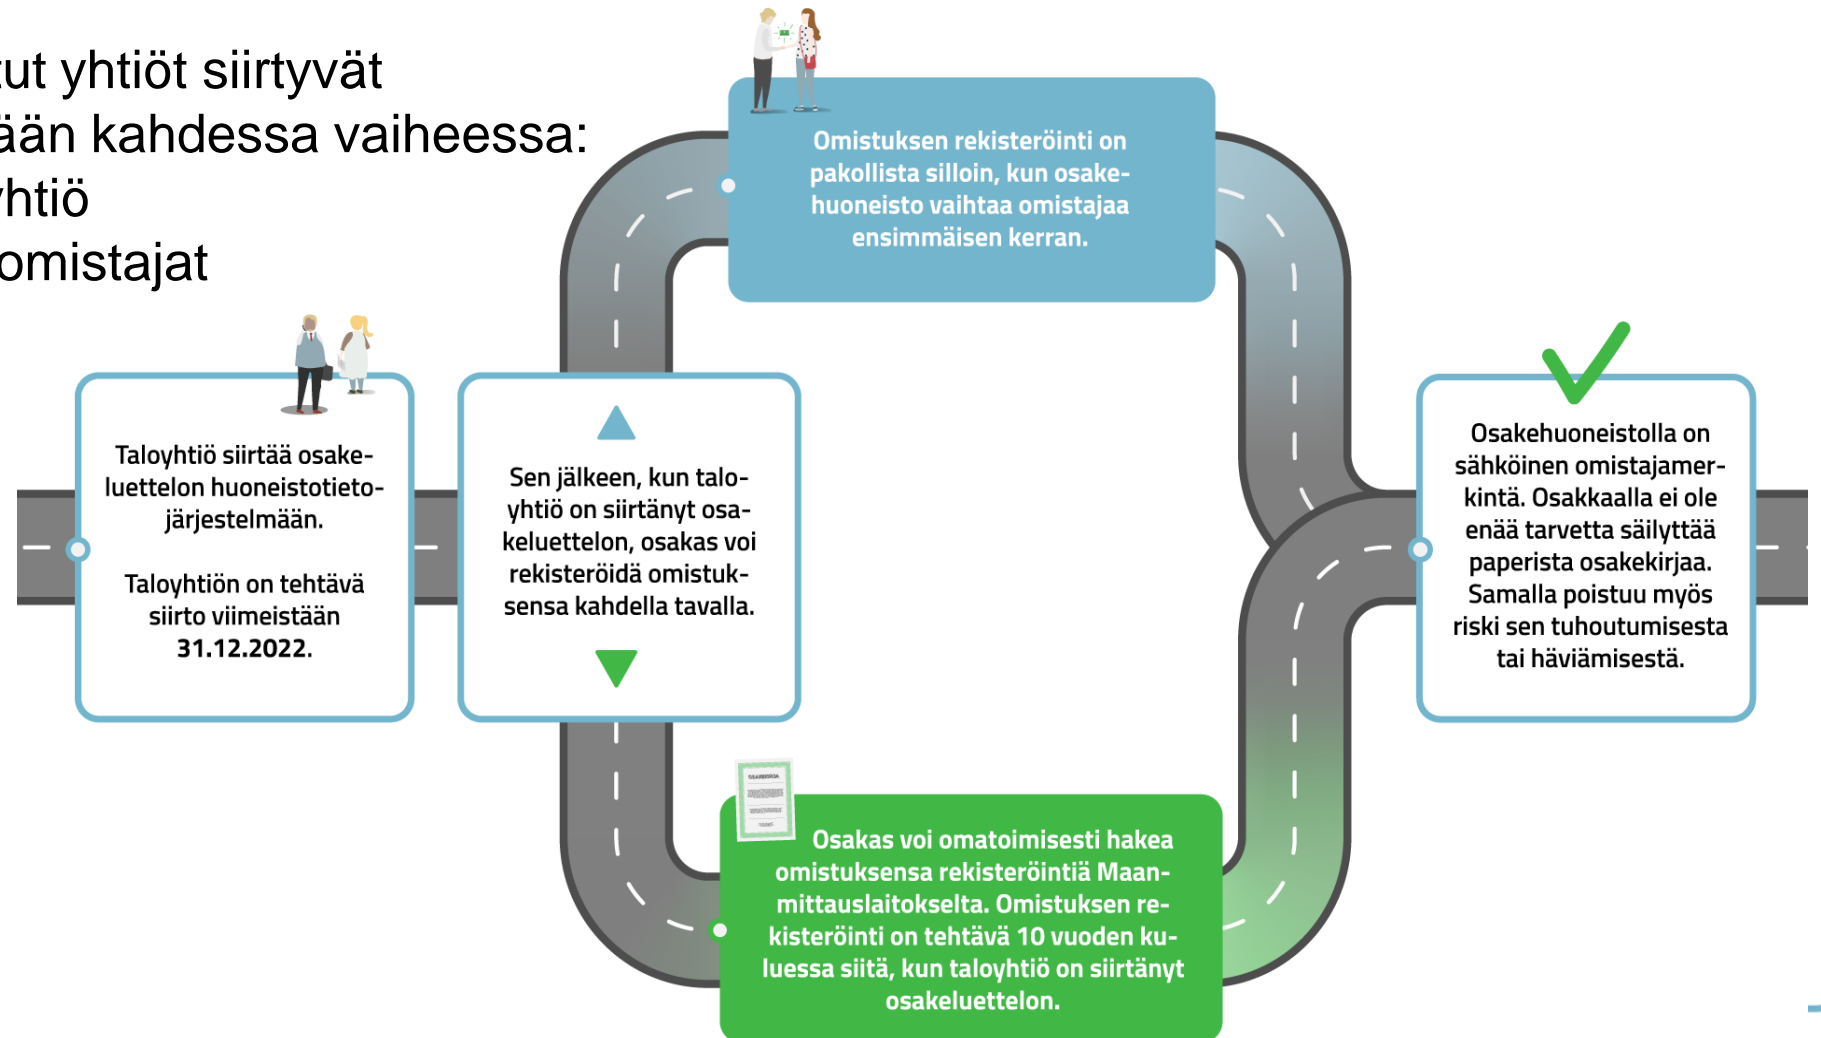 tut yhtiöt siirtyvät
ään kahdessa vaiheessa:
yhtiö
omistajat
Omistuksen rekisteröinti on
pakollista silloin, kun osake-
huoneisto vaihtaa omistajaa
ensimmäisen kerran.
Taloyhtiö siirtää osake-
luettelon huoneistotieto-
järjestelmään.
Taloyhtiön on tehtävä
siirto viimeistään
31.12.2022.
Sen jälkeen, kun talo-
yhtiö on siirtänyt osa-
keluettelon, osakas voi
rekisteröidä omistuk-
sensa kahdella tavalla.
Osakas voi omatoimisesti hakea
omistuksensa rekisteröintiä Maan-
mittauslaitokselta. Omistuksen re-
kisteröinti on tehtävä 10 vuoden ku-
luessa siitä, kun taloyhtiö on siirtänyt
osakeluettelon.
Osakehuoneistolla on
sähköinen omistajamer-
kintä. Osakkaalla ei ole
enää tarvetta säilyttää
paperista osakekirjaa.
Samalla poistuu myös
riski sen tuhoutumisesta
tai häviämisestä.